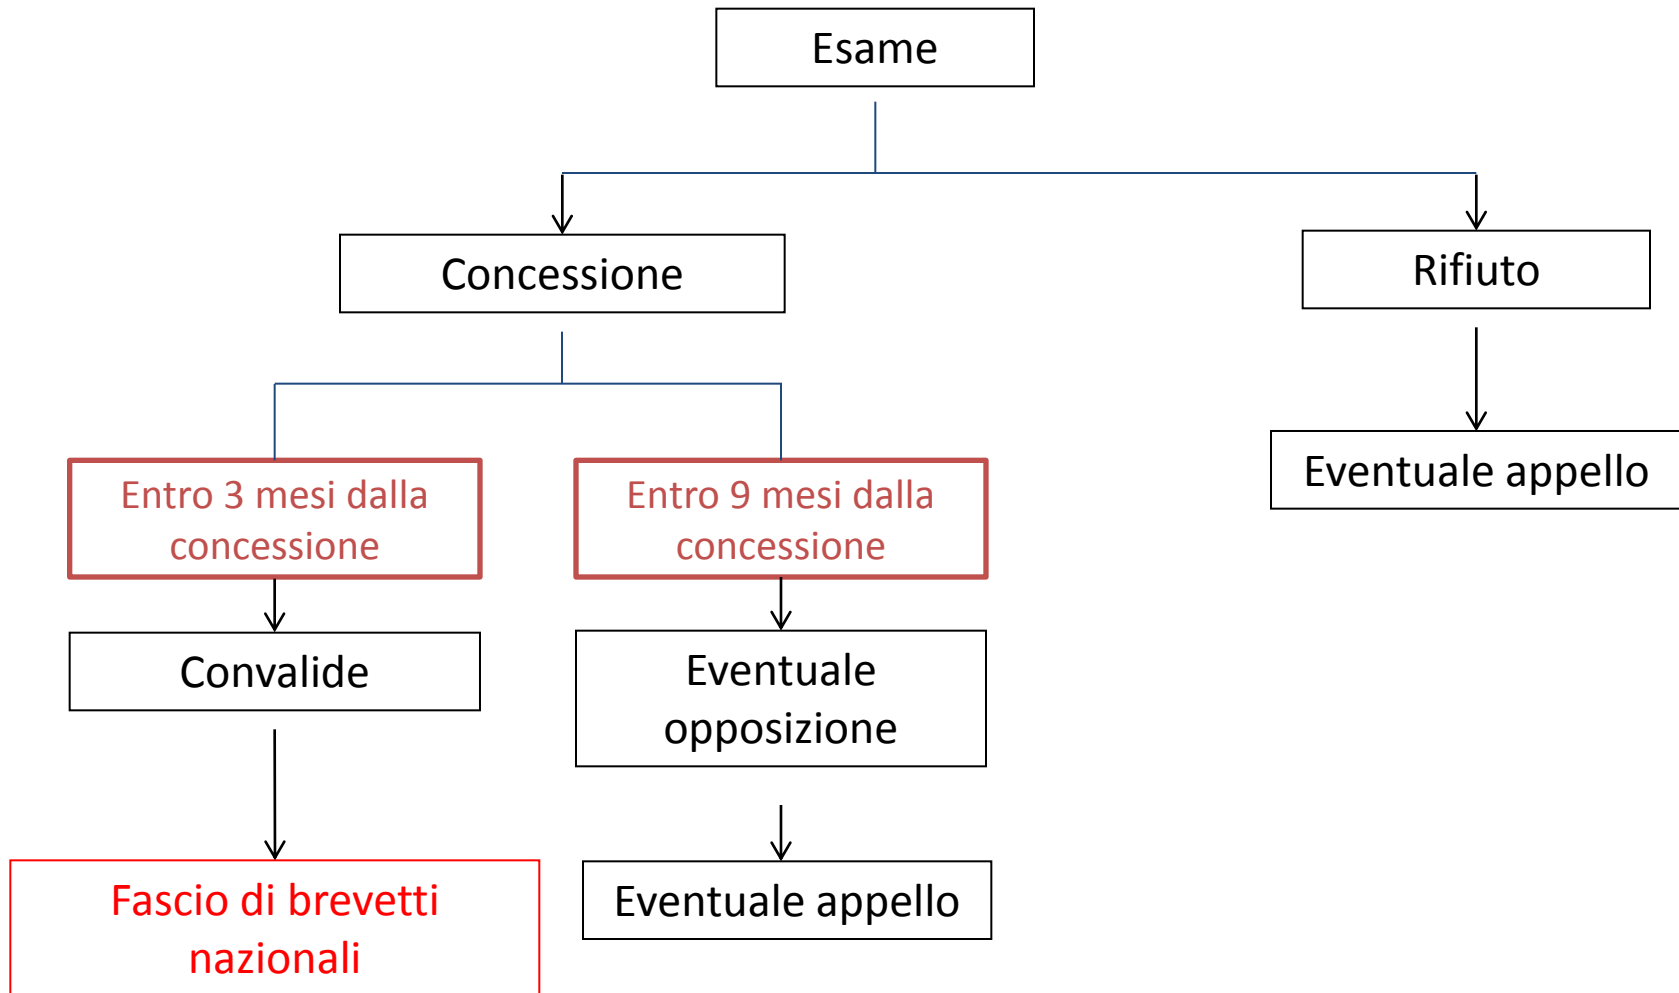 Esame
Concessione
Rifiuto
Entro 3 mesi dalla
concessione
Entro 9 mesi dalla
concessione
Eventuale appello
Convalide
Eventuale
opposizione
Fascio di brevetti
nazionali
Eventuale appello